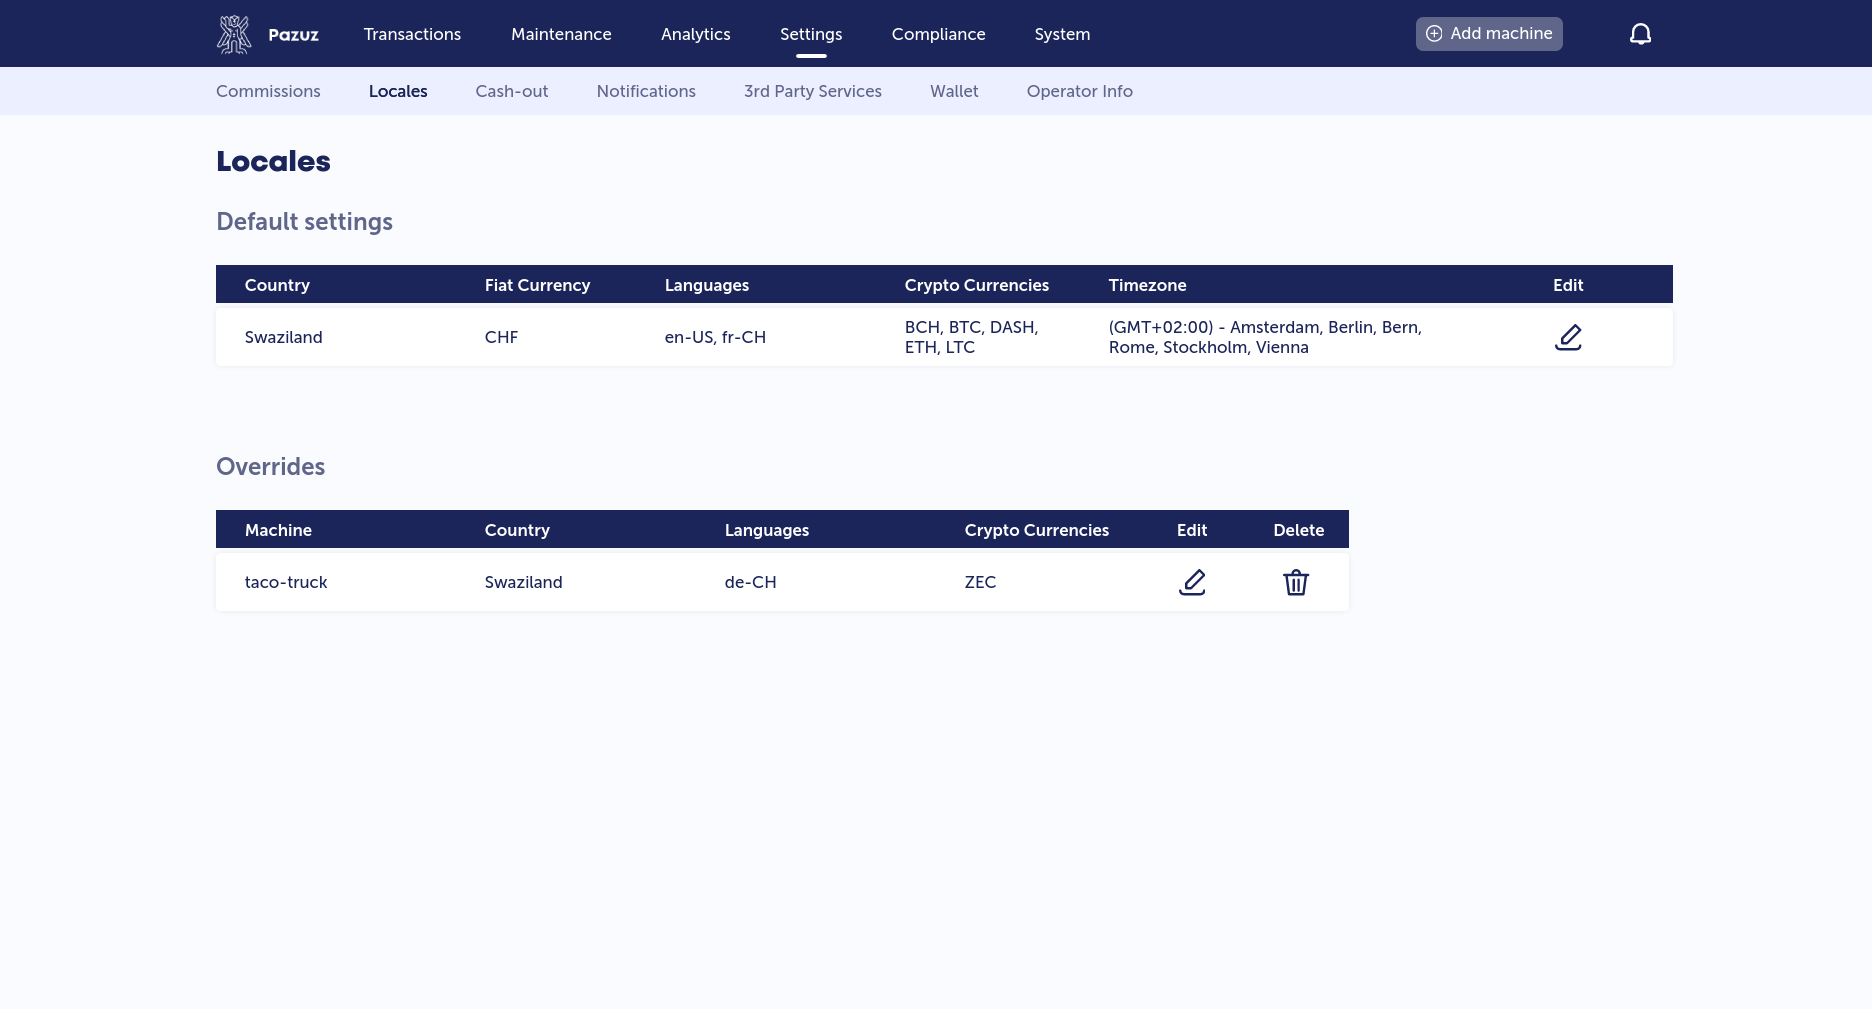 Pazuz Transactions Maintenance Analytics Settings Compliance System Add machine
Commissions Locales Cash-out Notifications 3rd Party Services Wallet Operator Info
Locales
Default settings
Country Fiat Currency Languages Crypto Currencies Timezone Edit
Swaziland CHF en-US, fr-CH BCH, BTC, DASH, (GMT+02:00) - Amsterdam, Berlin, Bern,
ETH, LTC Rome, Stockholm, Vienna
Overrides
Machine Country Languages Crypto Currencies Edit Delete
taco-truck Swaziland de-CH ZEC